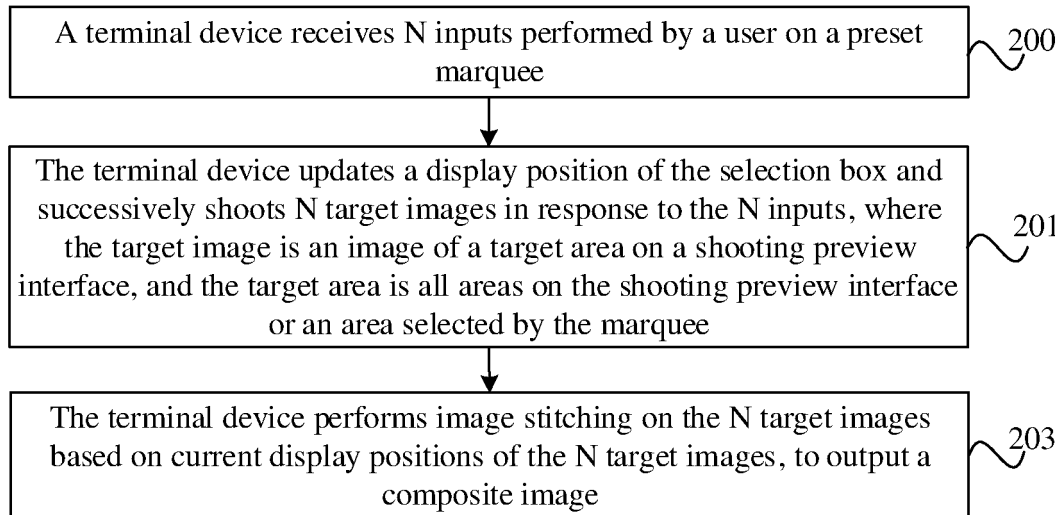 A terminal device receives N inputs performed by a user on a preset
marquee
200
The terminal device updates a display position of the selection box and
successively shoots N target images in response to the N inputs, where
the target image is an image of a target area on a shooting preview
interface, and the target area is all areas on the shooting preview interface
or an area selected by the marquee
201
The terminal device performs image stitching on the N target images
based on current display positions of the N target images, to output a
composite image
203